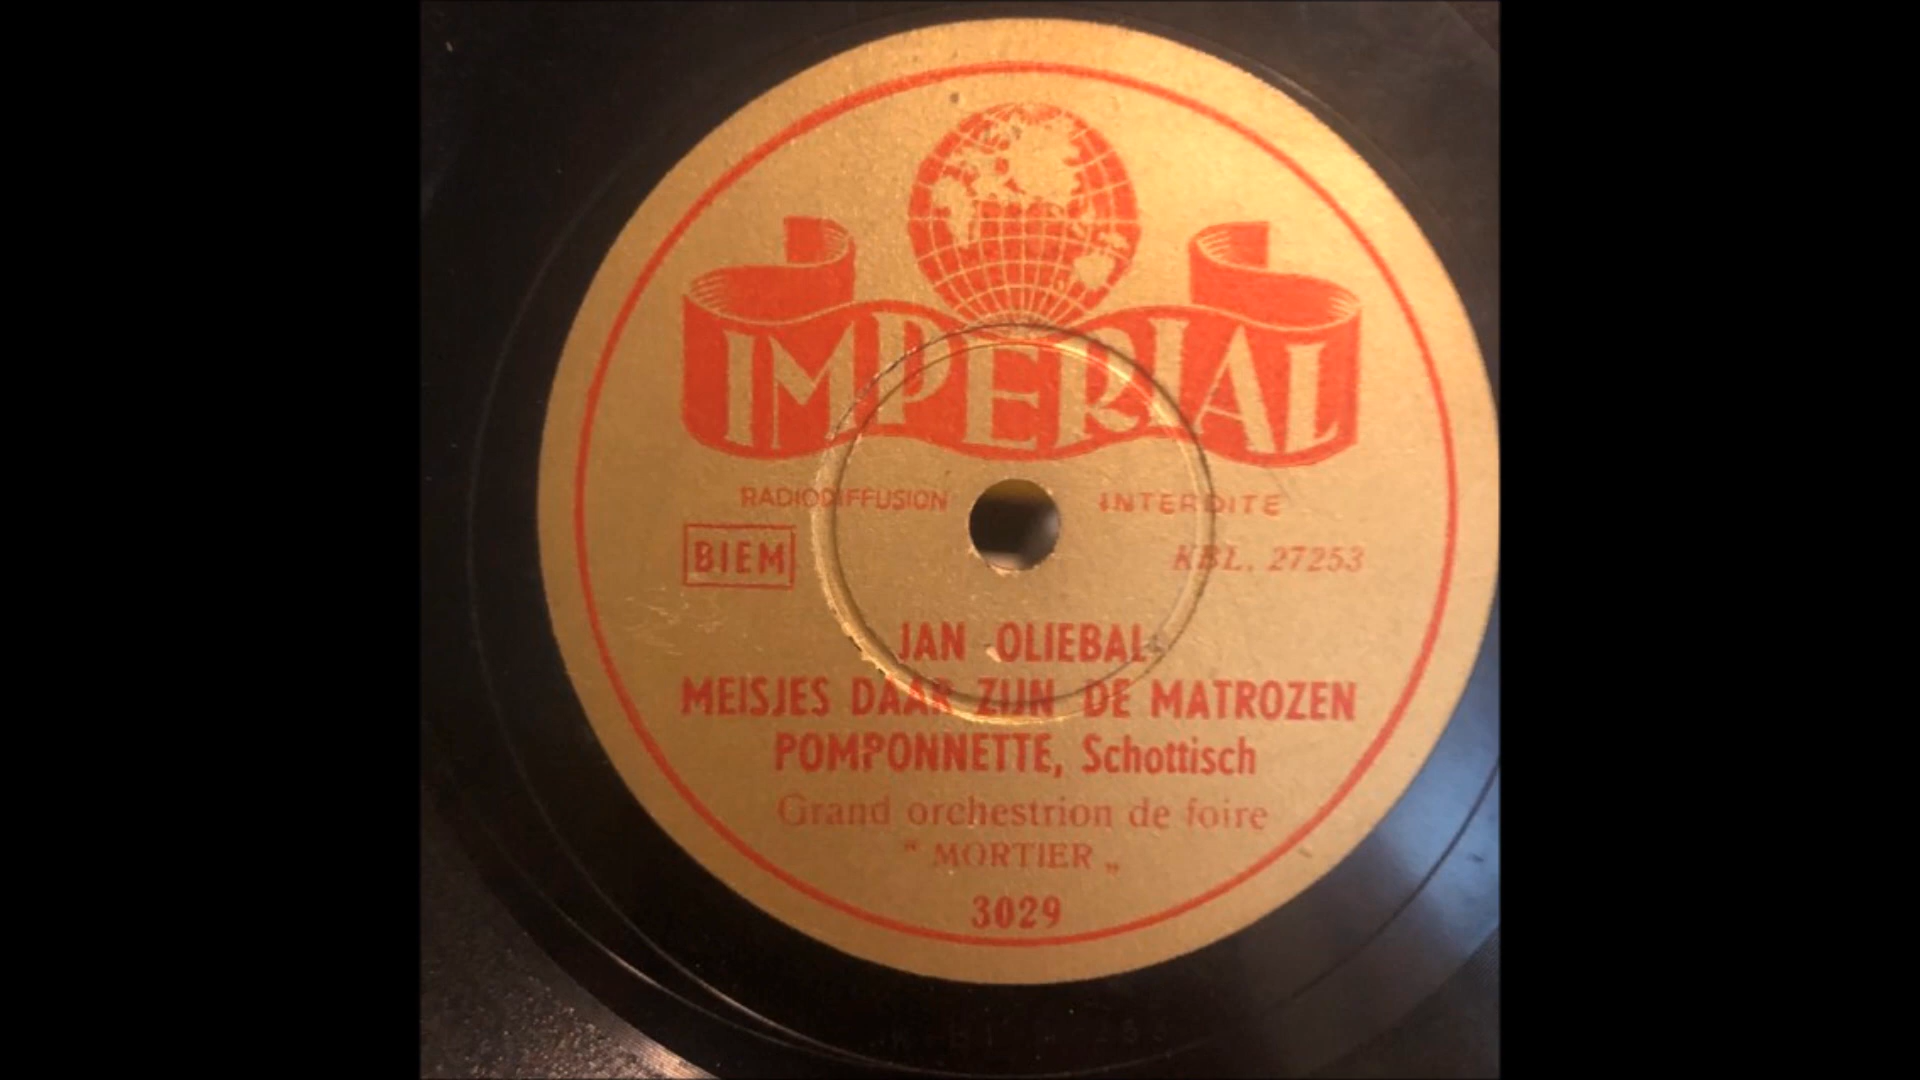 IMPERIAL
RADIODIFFUSION INTERDITE
BIEM
KBL. 27253
JAN OLIEBAL
MEISJES DAAR ZIJN DE MATROZEN
POMPONNETTE, Schottisch
Grand orchestrion de foire
" MORTIER „
3029